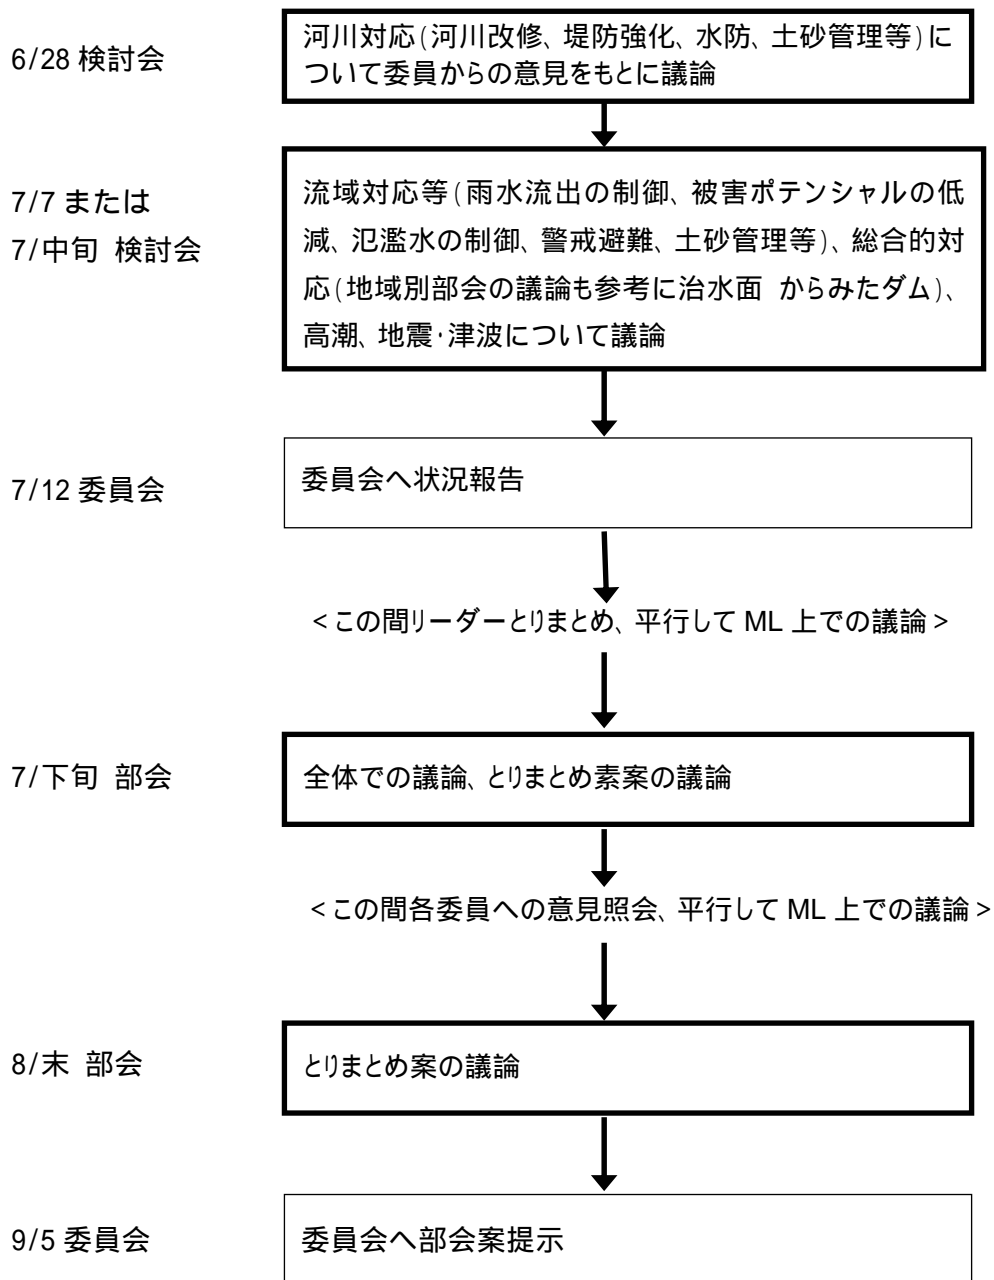 6/28 検討会
河川対応(河川改修、堤防強化、水防、土砂管理等)に
ついて委員からの意見をもとに議論
7/7 または
7/中旬 検討会
流域対応等(雨水流出の制御、被害ポテンシャルの低
減、氾濫水の制御、警戒避難、土砂管理等)、総合的対
応(地域別部会の議論も参考に治水面 からみたダム)、
高潮、地震・津波について議論
7/12 委員会
委員会へ状況報告
<この間リーダーとりまとめ、平行して ML 上での議論>
7/下旬 部会
全体での議論、とりまとめ素案の議論
<この間各委員への意見照会、平行して ML 上での議論>
8/末 部会
とりまとめ案の議論
9/5 委員会
委員会へ部会案提示